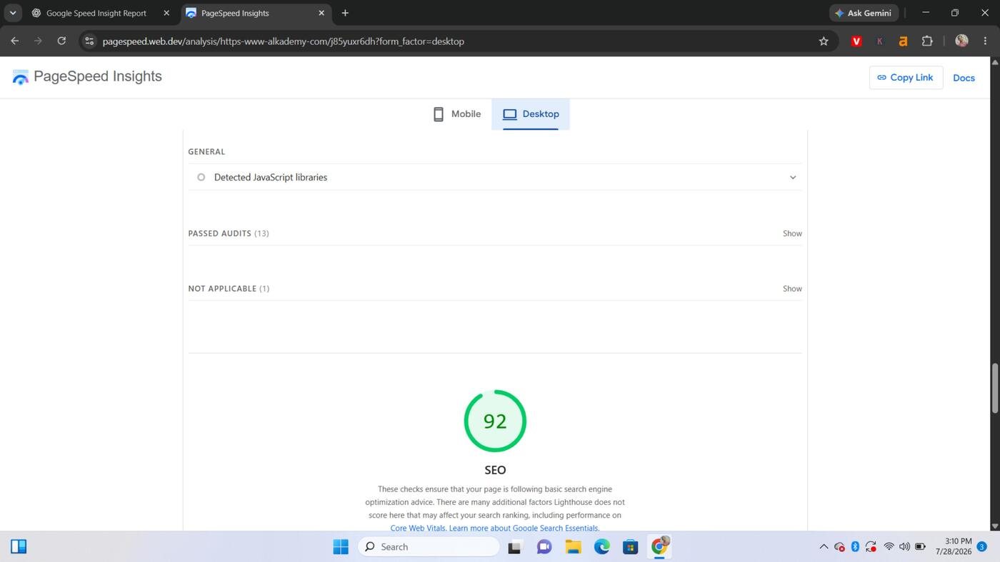 Google Speed Insight Report
PageSpeed Insights
Ask Gemini
pagespeed.web.dev/analysis/https-www-alkademy-com/j85yuxr6dh?form_factor=desktop
PageSpeed Insights
Copy Link
Docs
Mobile
Desktop
GENERAL
Detected JavaScript libraries
PASSED AUDITS (13)
Show
NOT APPLICABLE (1)
Show
92
SEO
These checks ensure that your page is following basic search engine
optimization advice. There are many additional factors Lighthouse does not
score here that may affect your search ranking, including performance on
Core Web Vitals. Learn more about Google Search Essentials.
Search
3:10 PM
7/28/2026
3